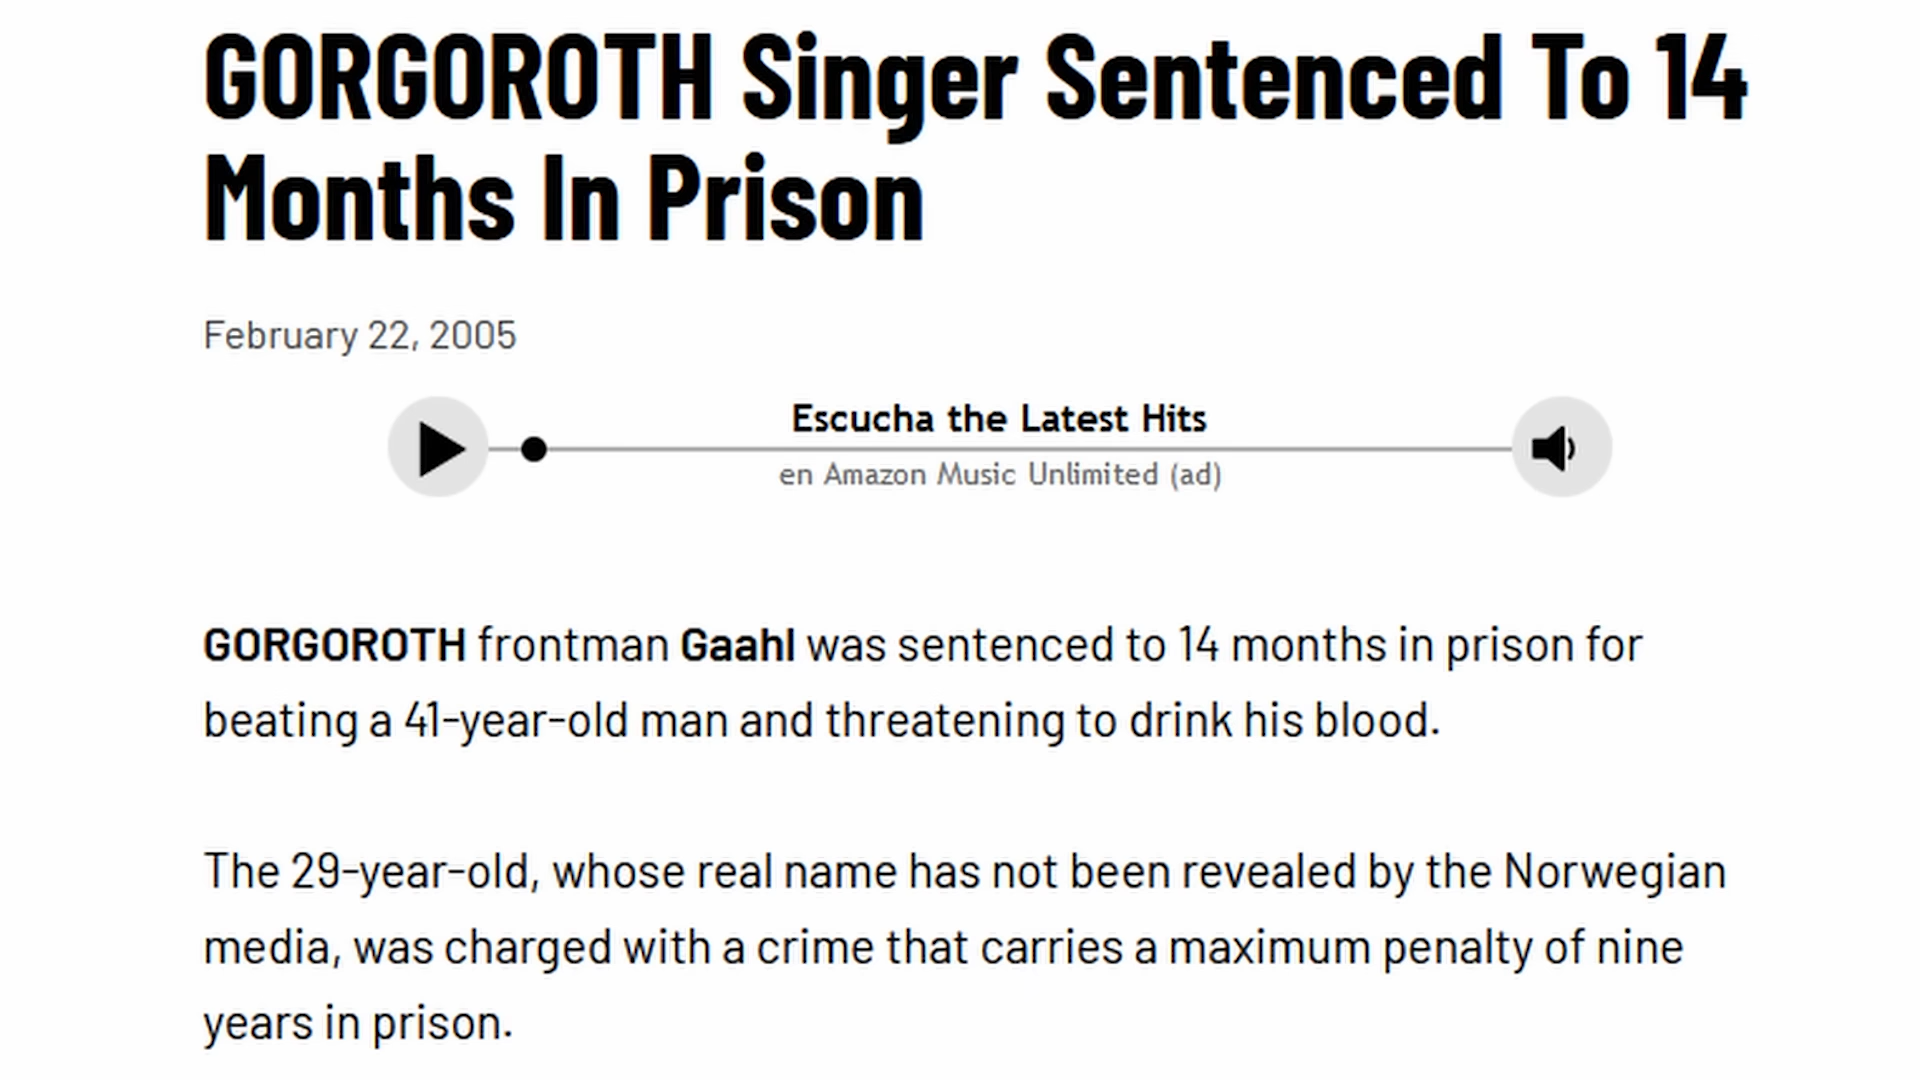 GORGOROTH Singer Sentenced To 14
Months In Prison
February 22, 2005
Escucha the Latest Hits
en Amazon Music Unlimited (ad)
GORGOROTH frontman Gaahl was sentenced to 14 months in prison for
beating a 41-year-old man and threatening to drink his blood.
The 29-year-old, whose real name has not been revealed by the Norwegian
media, was charged with a crime that carries a maximum penalty of nine
years in prison.